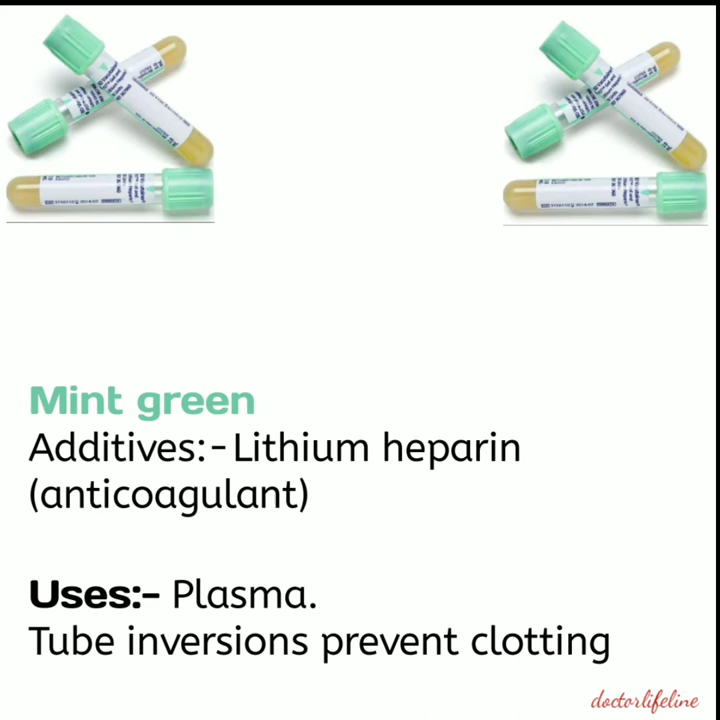 Mint green
Additives:-Lithium heparin
(anticoagulant)
Uses:- Plasma.
Tube inversions prevent clotting
doctorlifeline